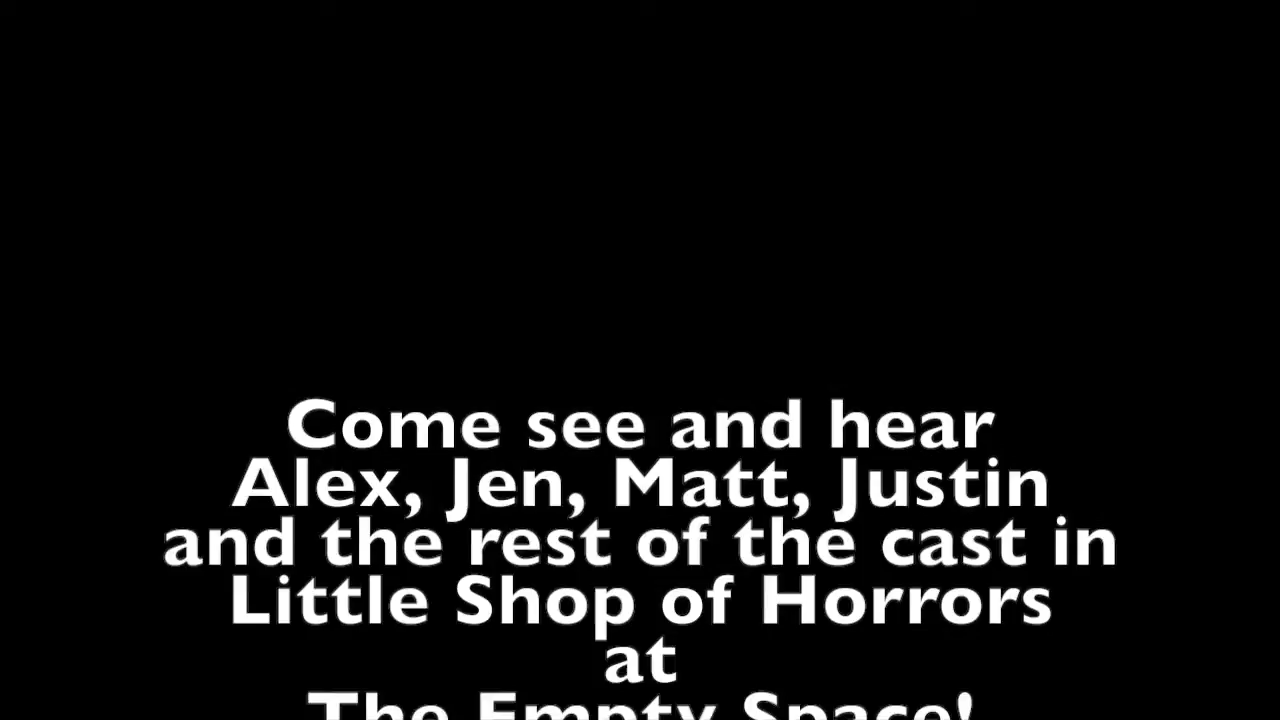 Come see and hear
Alex, Jen, Matt, Justin
and the rest of the cast in
Little Shop of Horrors
at
The Empty Space!